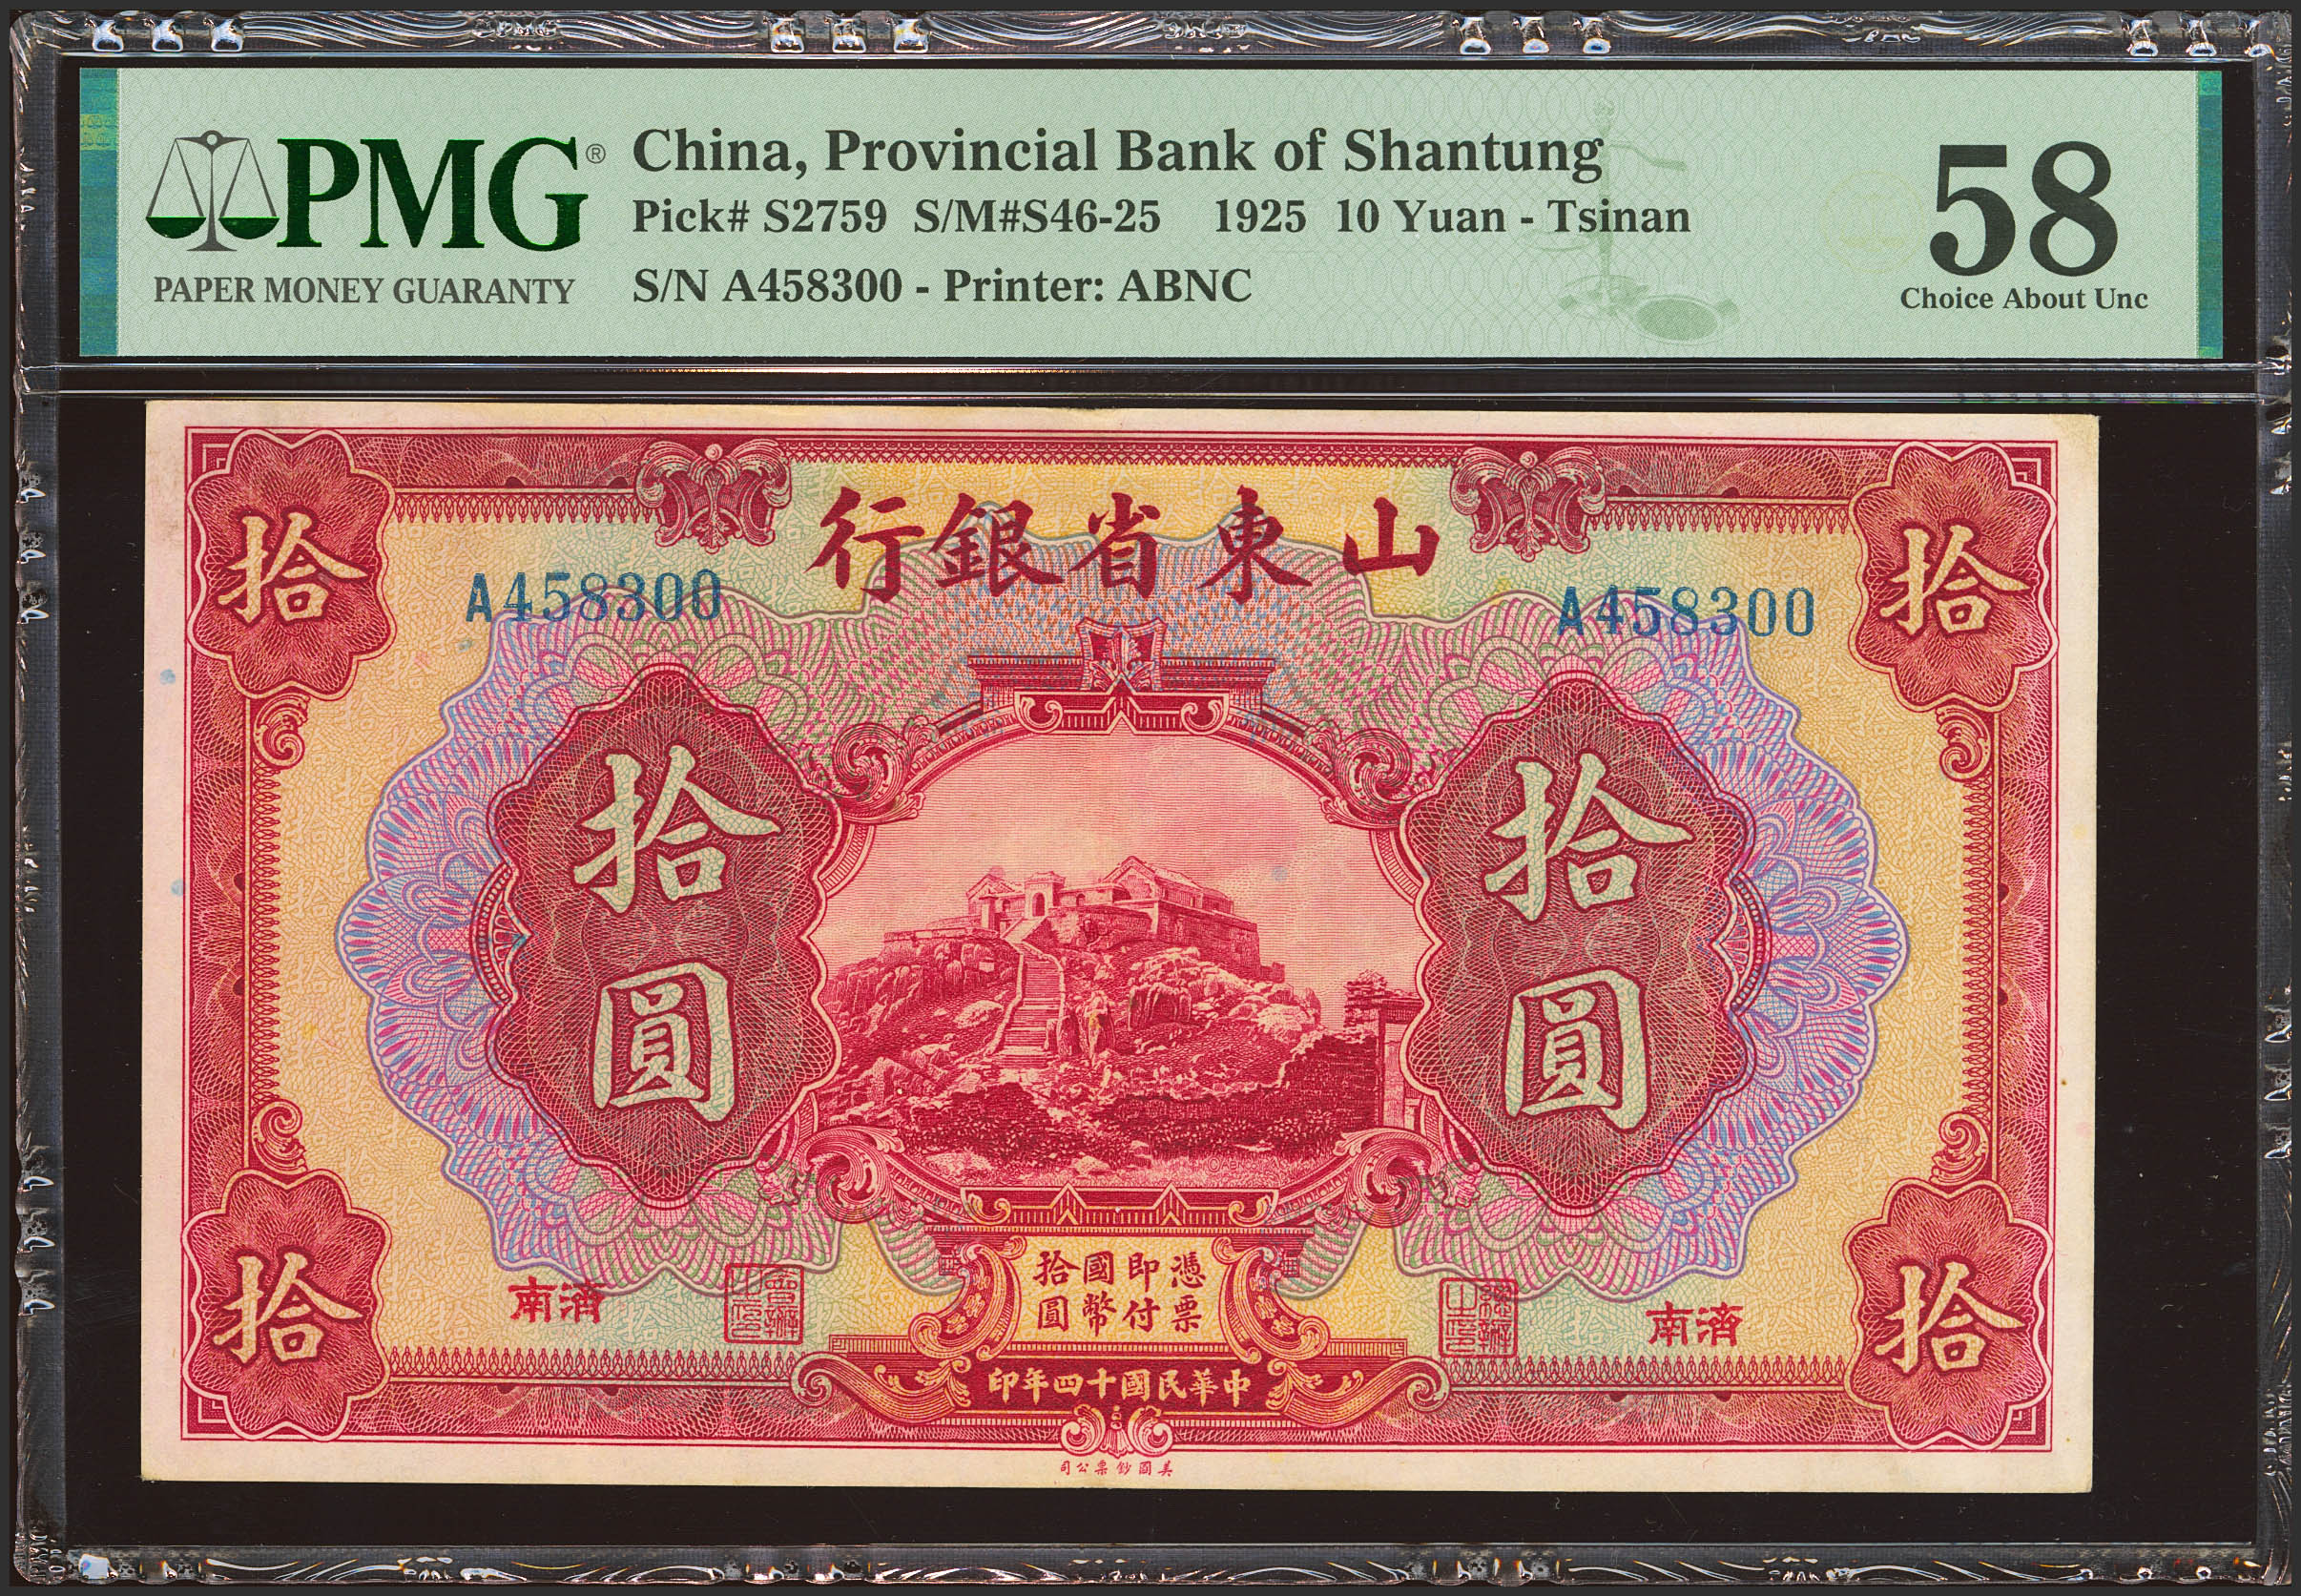 PMG®
PAPER MONEY GUARANTY
China, Provincial Bank of Shantung
Pick# S2759 S/M#S46-25 1925 10 Yuan - Tsinan
S/N A458300 - Printer: ABNC
58
Choice About Unc
行銀省東山
拾
拾
A458300
A458300
拾圓
拾圓
憑票
即付
國幣
拾圓
南濟
南濟
拾
拾
印年四十國民華中
司公票鈔國美